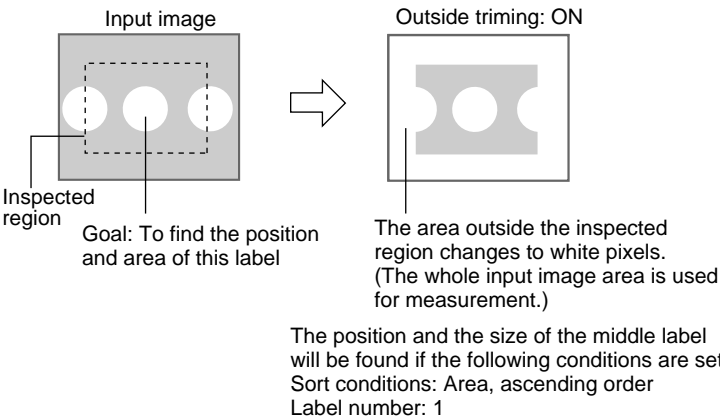 Input image
Outside triming: ON
Inspected
region
Goal: To find the position
and area of this label
The area outside the inspected
region changes to white pixels.
(The whole input image area is used
for measurement.)
The position and the size of the middle label
will be found if the following conditions are set
Sort conditions: Area, ascending order
Label number: 1